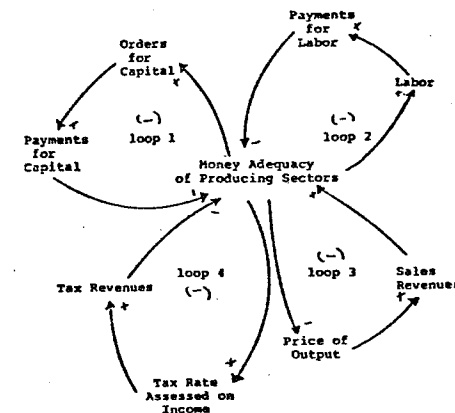 Payments
for
Labor
+
Orders
for
Capital
+
Labor
+
(-)
loop 1
(-)
loop 2
+
Payments
for
Capital
-
Money Adequacy
of Producing Sectors
-
+
(-)
loop 3
loop 4
(-)
Tax Revenues
+
Sales
Revenues
+
-
Price of
Output
+
Tax Rate
Assessed on
Income